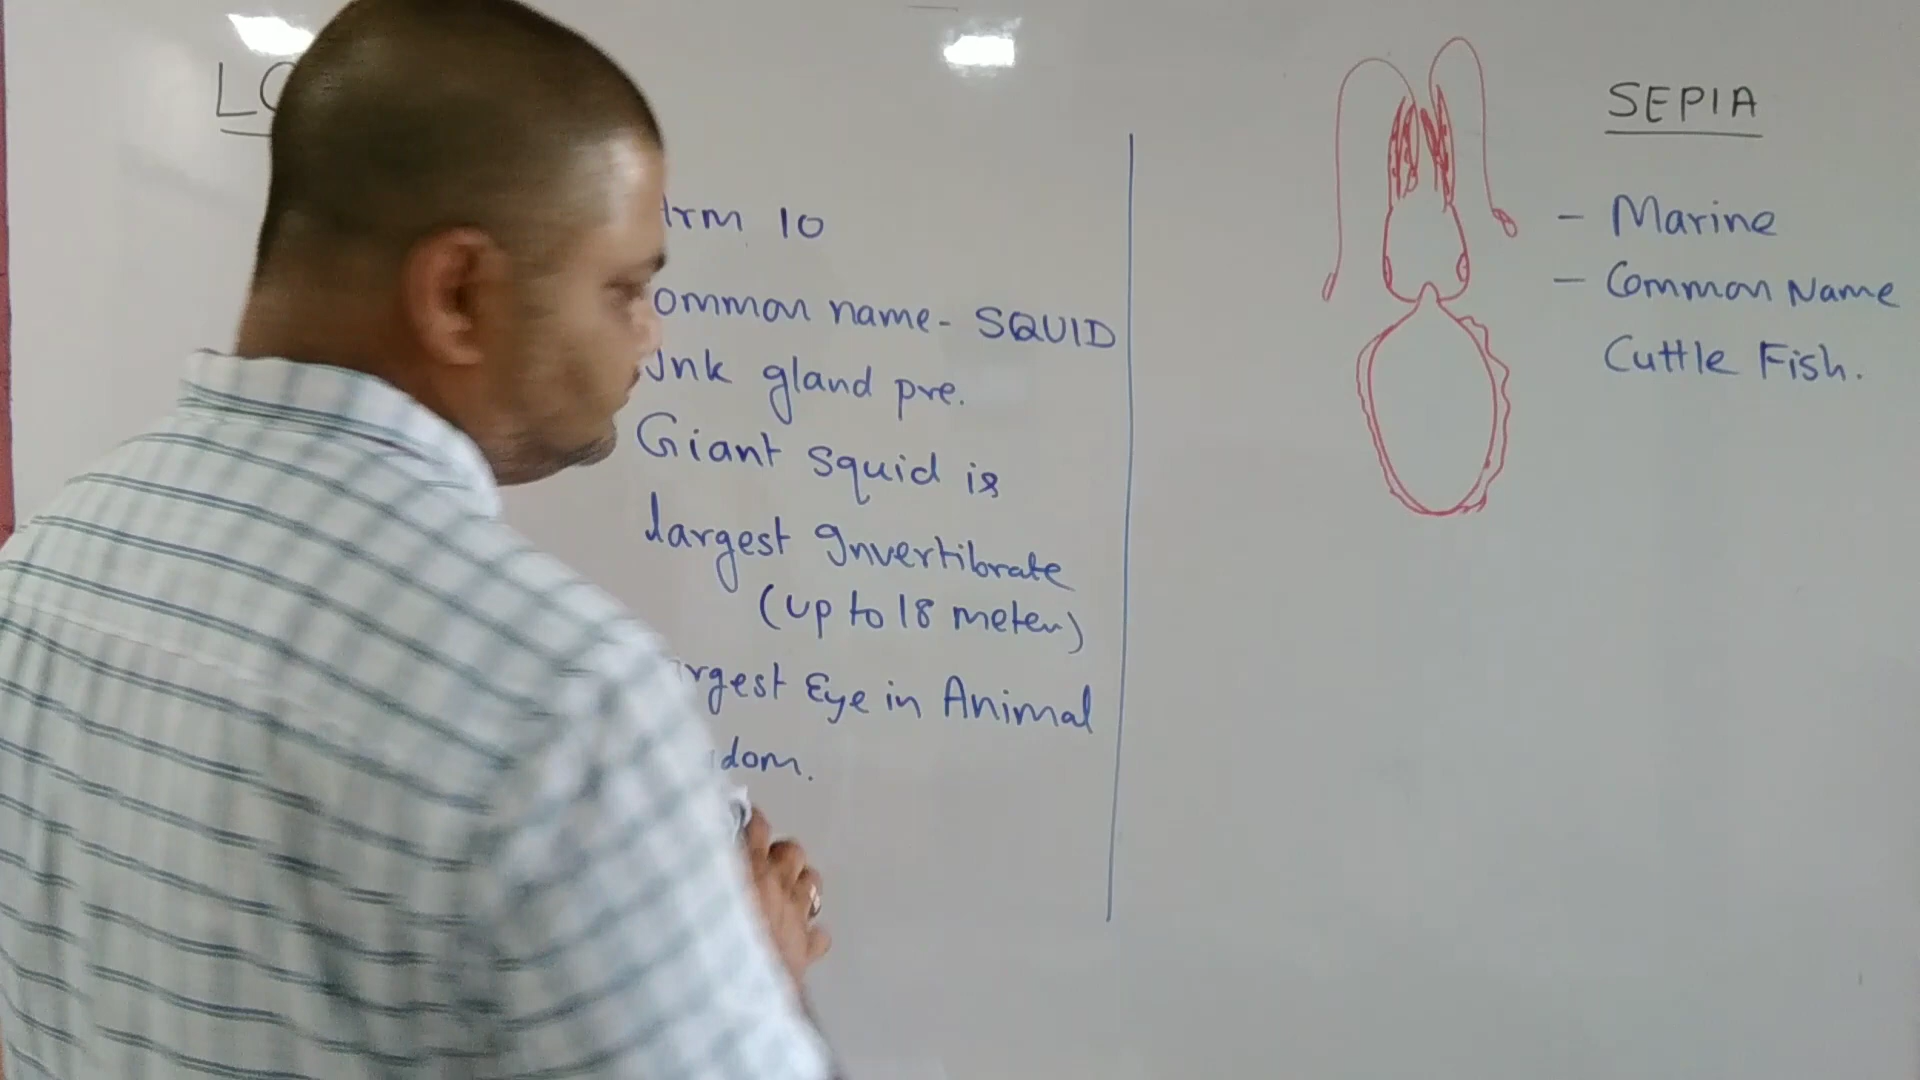 Arm 10
ommon name - SQUID
Ink gland pre.
Giant squid is
largest Invertibrate
(up to 18 meter)
rgest Eye in Animal
dom.
SEPIA
- Marine
- Common Name
Cuttle Fish.